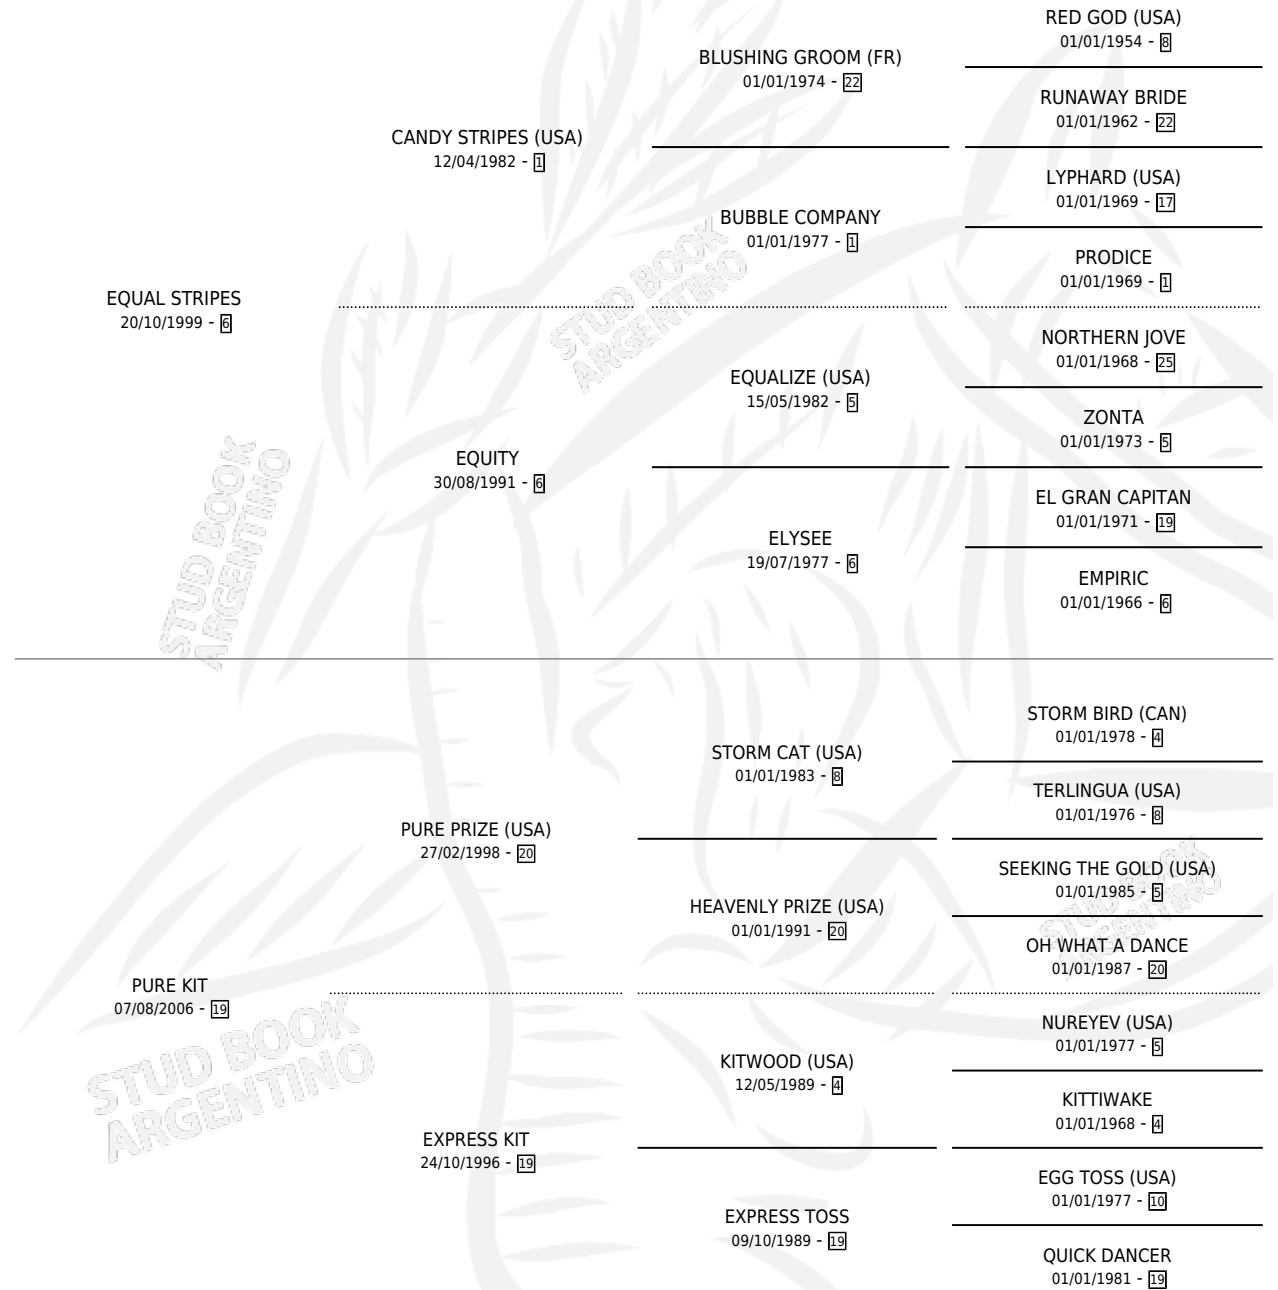 RED GOD (USA)
01/01/1954 - 8
BLUSHING GROOM (FR)
01/01/1974 - 22
RUNAWAY BRIDE
01/01/1962 - 22
CANDY STRIPES (USA)
12/04/1982 - 1
LYPHARD (USA)
01/01/1969 - 17
BUBBLE COMPANY
01/01/1977 - 1
PRODICE
01/01/1969 - 1
EQUAL STRIPES
20/10/1999 - 6
NORTHERN JOVE
01/01/1968 - 25
EQUALIZE (USA)
15/05/1982 - 5
ZONTA
01/01/1973 - 5
EQUITY
30/08/1991 - 6
EL GRAN CAPITAN
01/01/1971 - 19
ELYSEE
19/07/1977 - 6
EMPIRIC
01/01/1966 - 6
STORM BIRD (CAN)
01/01/1978 - 4
STORM CAT (USA)
01/01/1983 - 8
TERLINGUA (USA)
01/01/1976 - 8
PURE PRIZE (USA)
27/02/1998 - 20
SEEKING THE GOLD (USA)
01/01/1985 - 5
HEAVENLY PRIZE (USA)
01/01/1991 - 20
OH WHAT A DANCE
01/01/1987 - 20
PURE KIT
07/08/2006 - 19
NUREYEV (USA)
01/01/1977 - 5
KITWOOD (USA)
12/05/1989 - 4
KITTIWAKE
01/01/1968 - 4
EXPRESS KIT
24/10/1996 - 19
EGG TOSS (USA)
01/01/1977 - 10
EXPRESS TOSS
09/10/1989 - 19
QUICK DANCER
01/01/1981 - 19
STUD BOOK
ARGENTINO
STUD BOOK
ARGENTINO
STUD BOOK
ARGENTINO
STUD BOOK
ARGENTINO